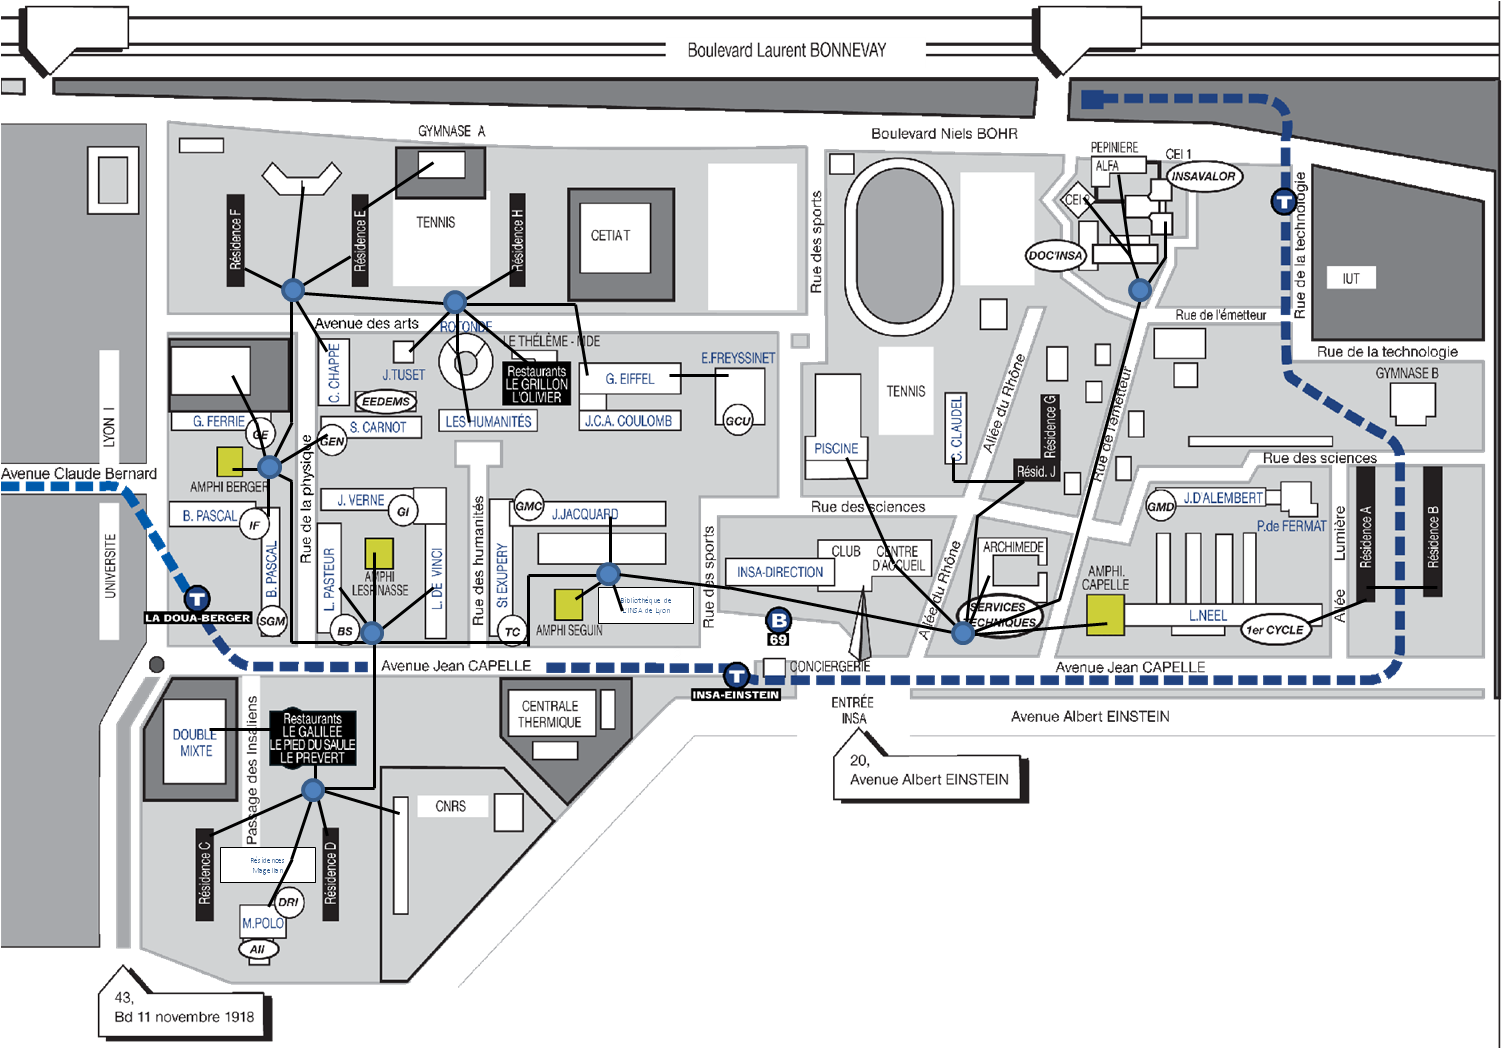 Boulevard Laurent BONNEVAY
GYMNASE A
Boulevard Niels BOHR
PEPINIERE
ALFA
CEI 1
INSAVALOR
CEI 2
DOC'INSA
TENNIS
CETIAT
Résidence F
Résidence E
Résidence H
Rue des sports
Rue de la technologie
T
IUT
Avenue des arts
ROTONDE
LE THÉLÈME - MDE
Rue de l'émetteur
Rue de la technologie
GYMNASE B
C. CHAPPE
J.TUSET
Restaurants
LE GRILLON
L'OLIVIER
G. EIFFEL
E.FREYSSINET
TENNIS
Allée du Rhône
Rue de l'émetteur
Résidence G
EEDEMS
G. FERRIE
GE
GEN
S. CARNOT
LES HUMANITÉS
J.C.A. COULOMB
GCU
LYON I
Rue de la physique
PISCINE
C. CLAUDEL
Résid. J
Rue des sciences
Avenue Claude Bernard
AMPHI BERGER
J. VERNE
GI
GMC
J.JACQUARD
Rue des sciences
GMD
J.D'ALEMBERT
P.de FERMAT
B. PASCAL
IF
Rue des humanités
Rue des sports
Résidence A
Résidence B
UNIVERSITE
B. PASCAL
L. PASTEUR
AMPHI
LESPINASSE
L. DE VINCI
St EXUPERY
CLUB
CENTRE
D'ACCUEIL
INSA-DIRECTION
Allée du Rhône
ARCHIMEDE
AMPHI.
CAPELLE
Allée Lumière
T
LA DOUA-BERGER
SGM
BS
TC
AMPHI SEGUIN
Bibliothèque de
L'INSA de Lyon
B
69
SERVICES
TECHNIQUES
L.NEEL
1er CYCLE
Avenue Jean CAPELLE
T
INSA-EINSTEIN
CONCIERGERIE
Avenue Jean CAPELLE
ENTRÉE
INSA
Avenue Albert EINSTEIN
DOUBLE
MIXTE
Passage des Insaliens
Restaurants
LE GALILEE
LE PIED DU SAULE
LE PREVERT
CENTRALE
THERMIQUE
20,
Avenue Albert EINSTEIN
CNRS
Résidence C
Résidences
Magellan
Résidence D
DRI
M.POLO
AII
43,
Bd 11 novembre 1918